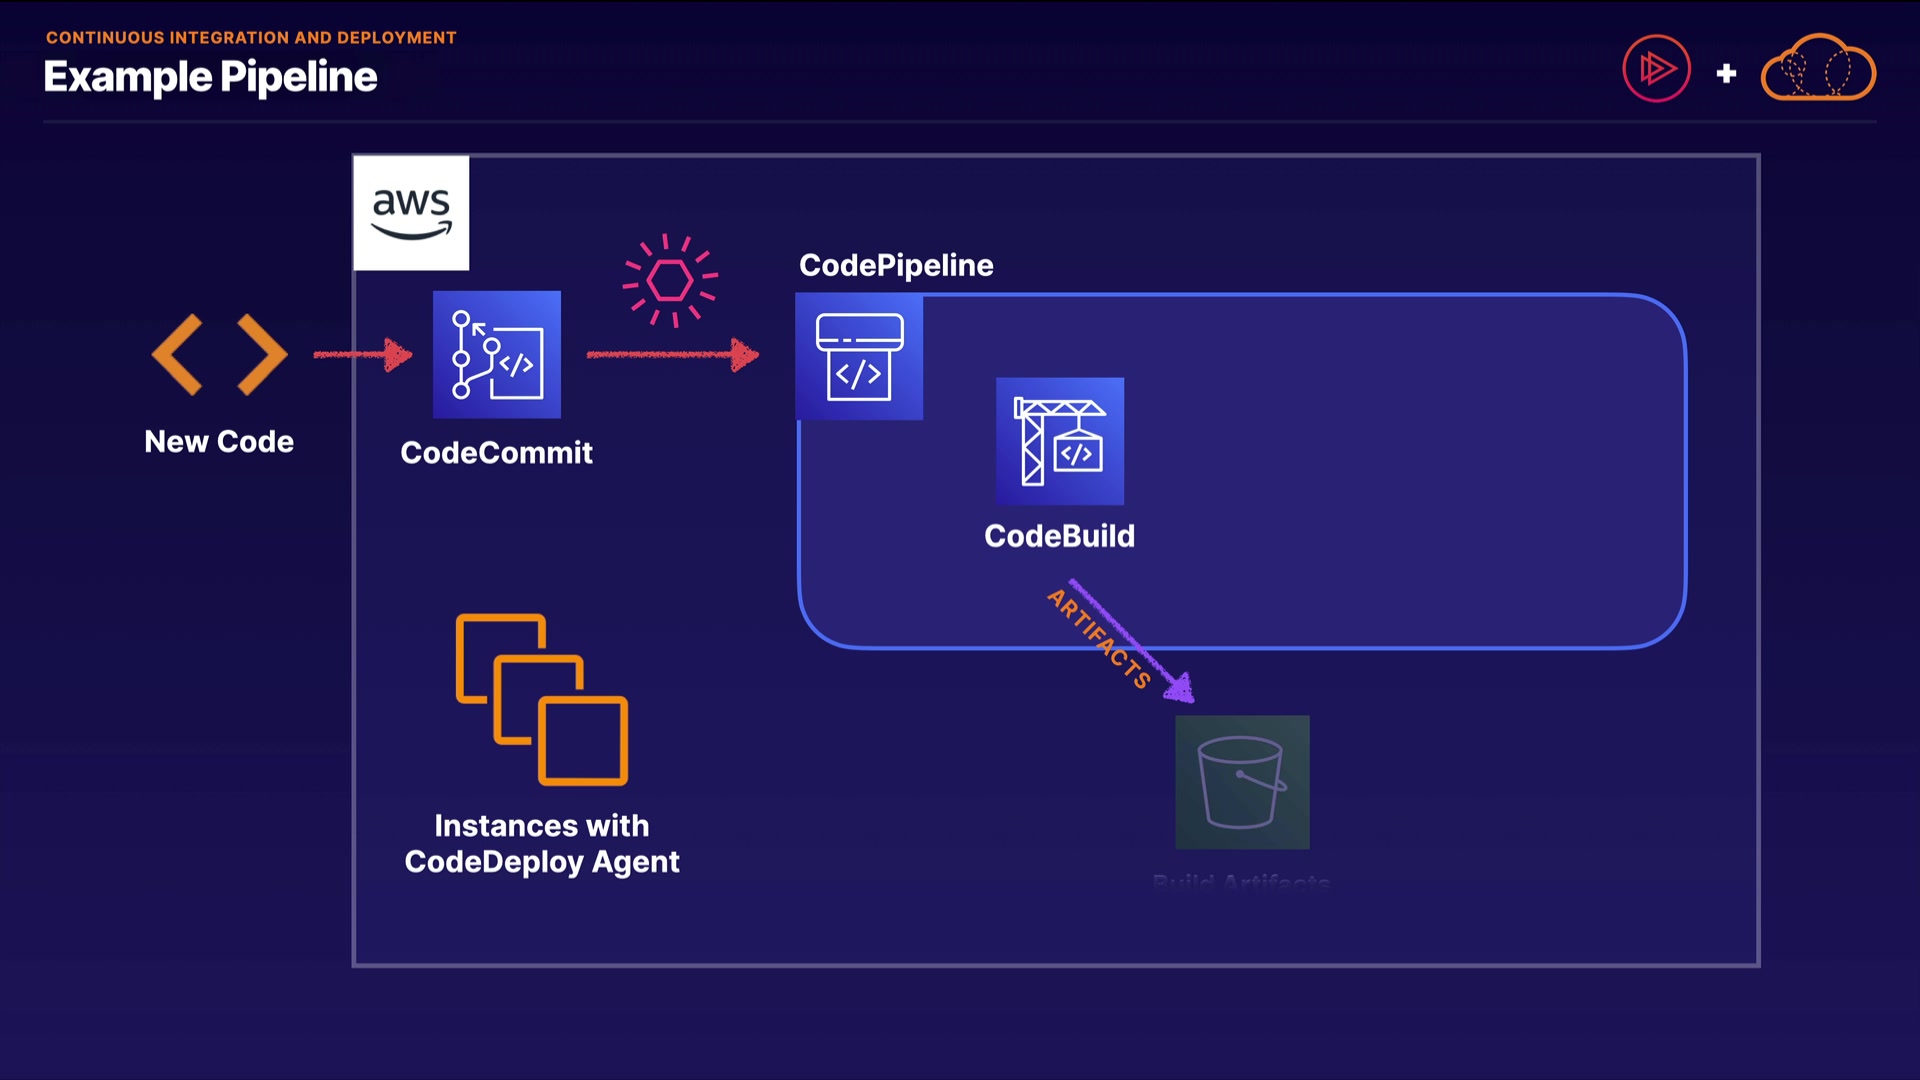 CONTINUOUS INTEGRATION AND DEPLOYMENT
Example Pipeline
aws
CodePipeline
New Code
CodeCommit
CodeBuild
ARTIFACTS
Instances with
CodeDeploy Agent
Build Artifacts